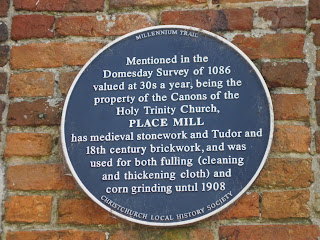 MILLENNIUM TRAIL
Mentioned in the
Domesday Survey of 1086
valued at 30s a year, being the
property of the Canons of the
Holy Trinity Church,
PLACE MILL
has medieval stonework and Tudor and
18th century brickwork, and was
used for both fulling (cleaning
and thickening cloth) and
corn grinding until 1908
CHRISTCHURCH LOCAL HISTORY SOCIETY